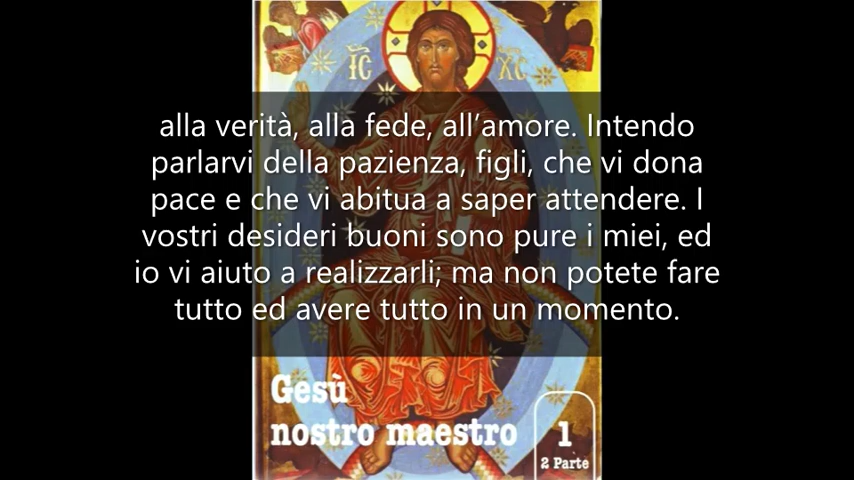 IC XC
alla verità, alla fede, all’amore. Intendo
parlarvi della pazienza, figli, che vi dona
pace e che vi abitua a saper attendere. I
vostri desideri buoni sono pure i miei, ed
io vi aiuto a realizzarli; ma non potete fare
tutto ed avere tutto in un momento.
Gesù
nostro maestro
1
2 Parte